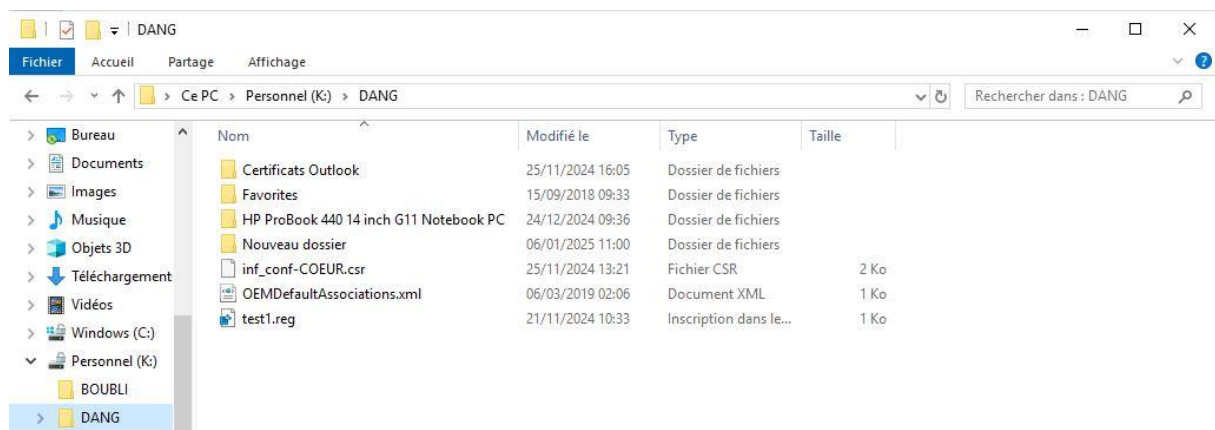 DANG
Fichier Accueil Partage Affichage
Ce PC > Personnel (K:) > DANG Rechercher dans : DANG
Nom Modifié le Type Taille
Bureau
Documents
Images
Musique
Objets 3D
Téléchargement
Vidéos
Windows (C:)
Personnel (K:)
BOUBLI
DANG
Certificats Outlook 25/11/2024 16:05 Dossier de fichiers
Favorites 15/09/2018 09:33 Dossier de fichiers
HP ProBook 440 14 inch G11 Notebook PC 24/12/2024 09:36 Dossier de fichiers
Nouveau dossier 06/01/2025 11:00 Dossier de fichiers
inf_conf-COEUR.csr 25/11/2024 13:21 Fichier CSR 2 Ko
OEMDefaultAssociations.xml 06/03/2019 02:06 Document XML 1 Ko
test1.reg 21/11/2024 10:33 Inscription dans le... 1 Ko